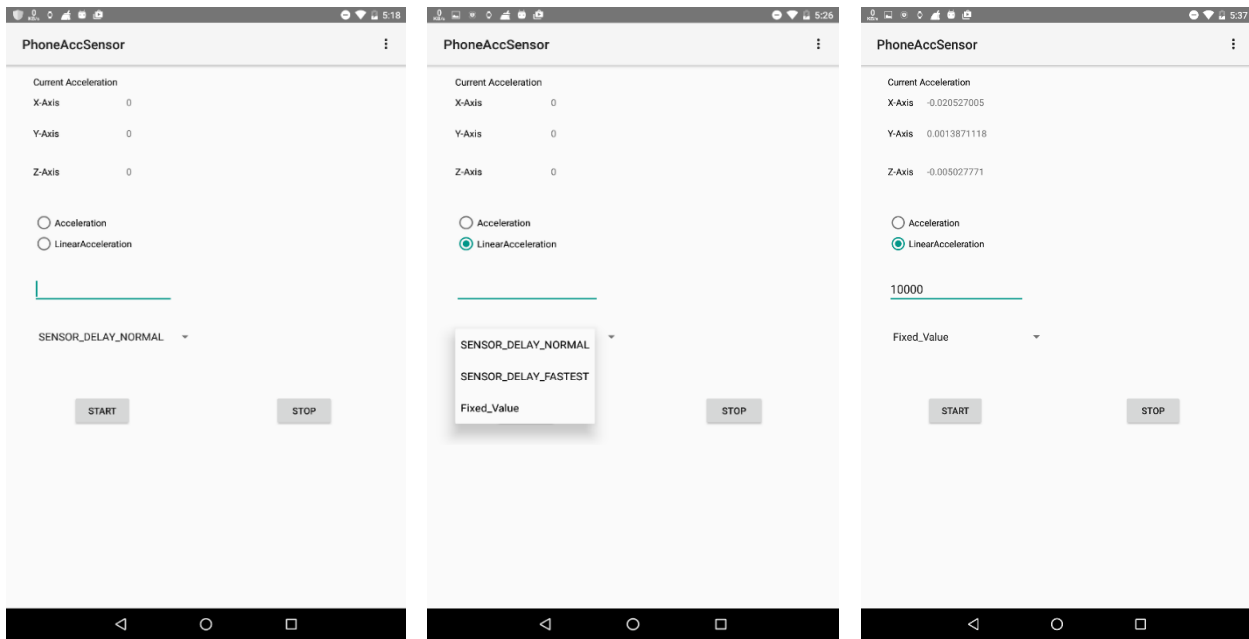 5:18
PhoneAccSensor
Current Acceleration
X-Axis 0
Y-Axis 0
Z-Axis 0
Acceleration
LinearAcceleration
SENSOR_DELAY_NORMAL
START STOP
5:26
PhoneAccSensor
Current Acceleration
X-Axis 0
Y-Axis 0
Z-Axis 0
Acceleration
LinearAcceleration
SENSOR_DELAY_NORMAL
SENSOR_DELAY_FASTEST
Fixed_Value
STOP
5:37
PhoneAccSensor
Current Acceleration
X-Axis -0.020527005
Y-Axis 0.0013871118
Z-Axis -0.005027771
Acceleration
LinearAcceleration
10000
Fixed_Value
START STOP